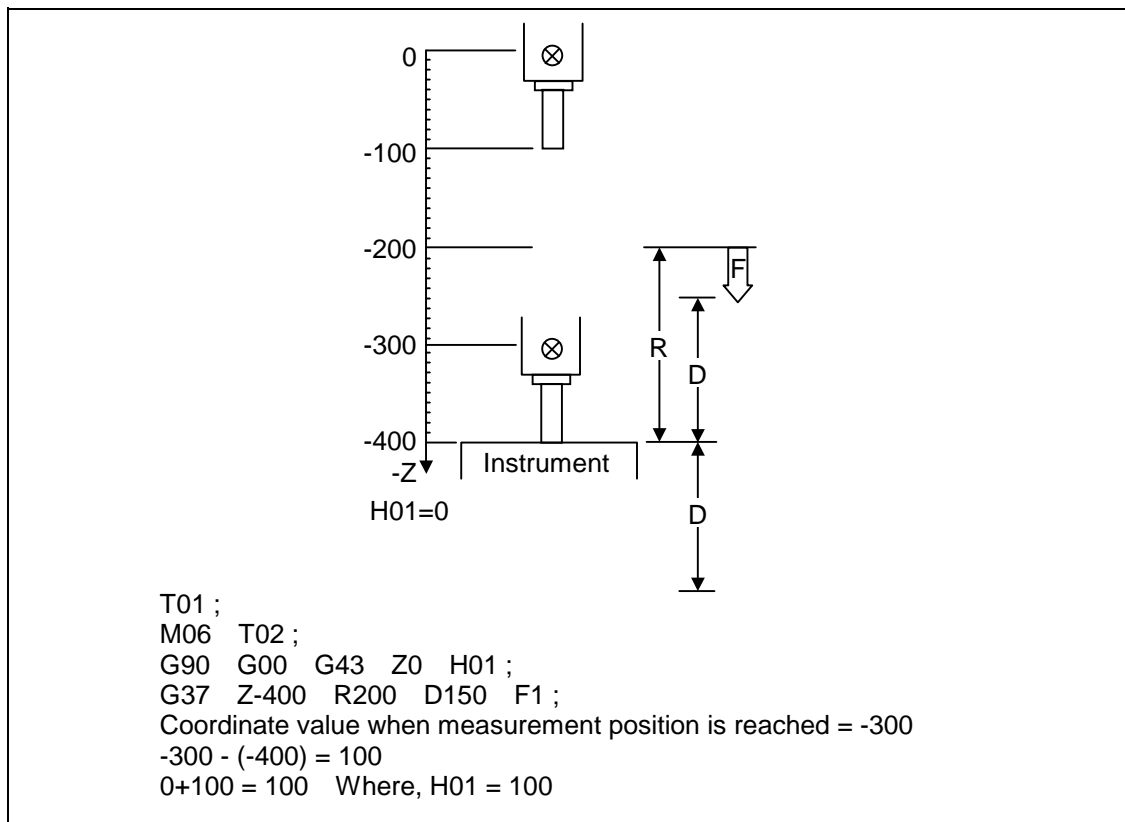 0
-100
-200
F
-300
R
D
-400
Instrument
-Z
H01=0
D
T01 ;
M06 T02 ;
G90 G00 G43 Z0 H01 ;
G37 Z-400 R200 D150 F1 ;
Coordinate value when measurement position is reached = -300
-300 - (-400) = 100
0+100 = 100 Where, H01 = 100